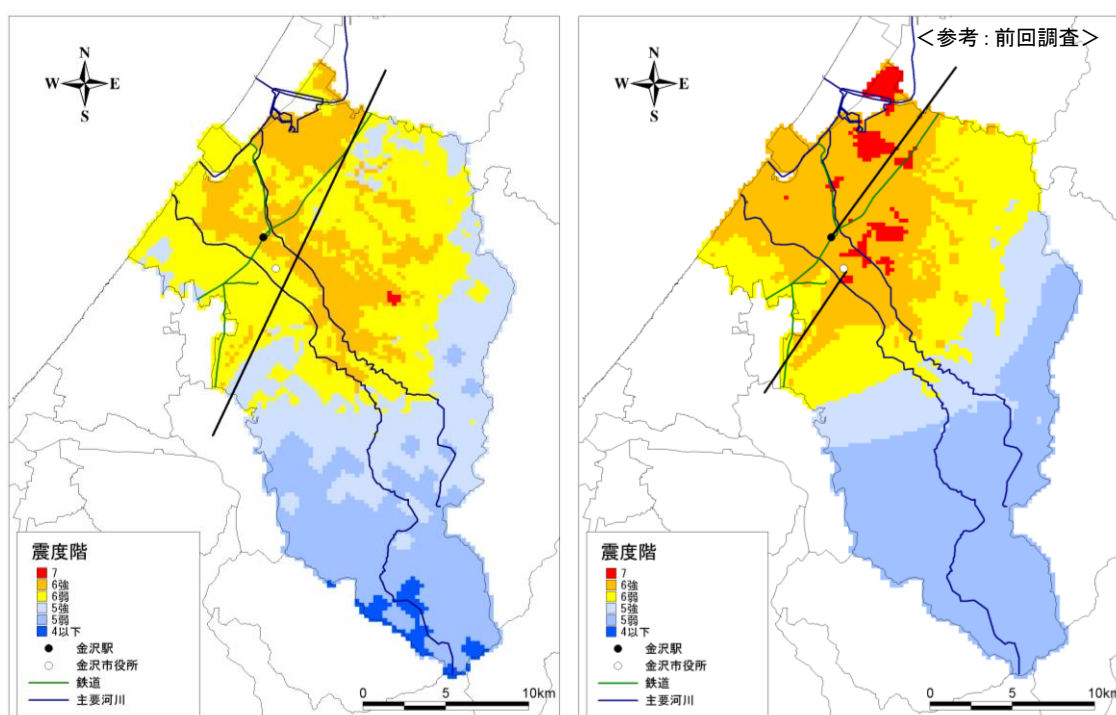 N
W E
S
震度階
7
6強
6弱
5強
5弱
4以下
金沢駅
金沢市役所
鉄道
主要河川
0 5 10km
<参考:前回調査>
N
W E
S
震度階
7
6強
6弱
5強
5弱
4以下
金沢駅
金沢市役所
鉄道
主要河川
0 5 10km